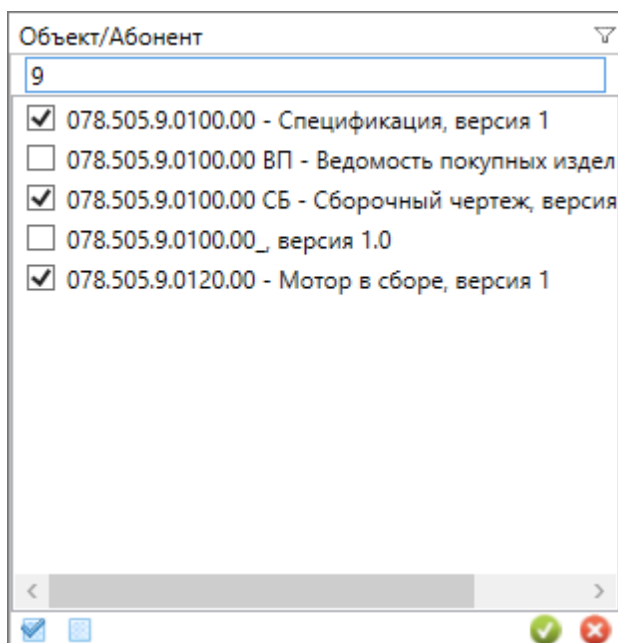 Объект/Абонент
9
078.505.9.0100.00 - Спецификация, версия 1
078.505.9.0100.00 ВП - Ведомость покупных издел
078.505.9.0100.00 СБ - Сборочный чертеж, версия
078.505.9.0100.00_, версия 1.0
078.505.9.0120.00 - Мотор в сборе, версия 1